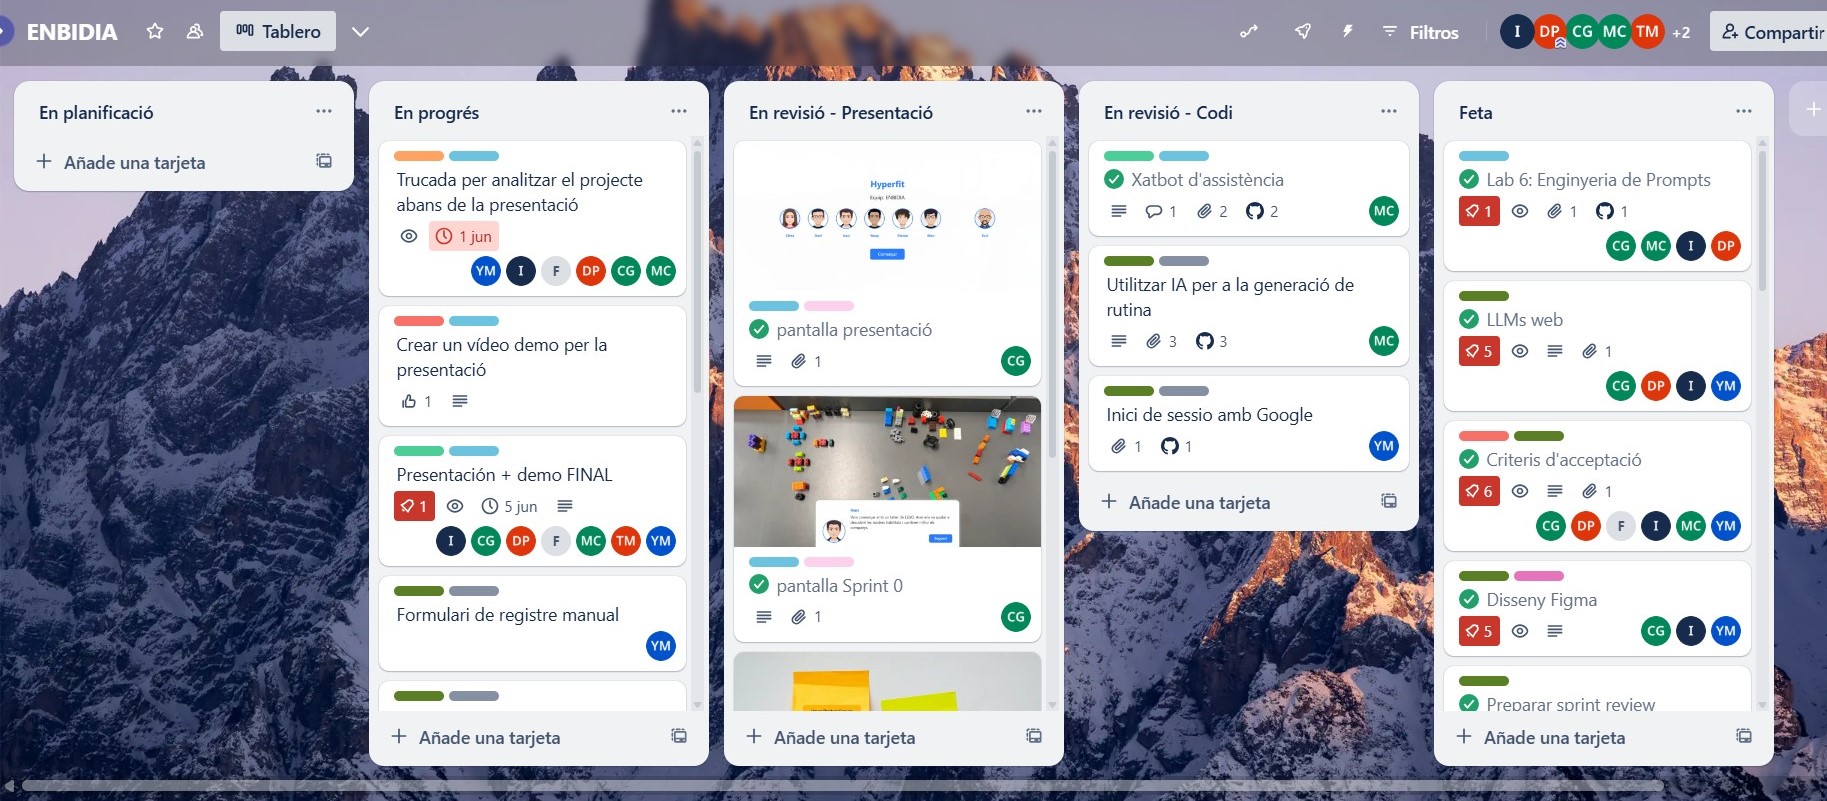 ENBIDIA
Tablero
Filtros
I
DP
CG
MC
TM
+2
Compartir
En planificació
Añade una tarjeta
En progrés
Trucada per analitzar el projecte
abans de la presentació
1 jun
YM I F DP CG MC
Crear un vídeo demo per la
presentació
1
Presentación + demo FINAL
1
5 jun
I CG DP F MC TM YM
Formulari de registre manual
YM
Añade una tarjeta
En revisió - Presentació
Hyperfit
Equip: ENBIDIA
Començar
pantalla presentació
1
CG
pantalla Sprint 0
1
CG
Añade una tarjeta
En revisió - Codi
Xatbot d'assistència
1 2 2
MC
Utilitzar IA per a la generació de
rutina
3 3
MC
Inici de sessio amb Google
1 1
YM
Añade una tarjeta
Feta
Lab 6: Enginyeria de Prompts
1 1 1
CG MC I DP
LLMs web
5 1
CG DP I YM
Criteris d'acceptació
6 1
CG DP F I MC YM
Disseny Figma
5
CG I YM
Preparar sprint review
Añade una tarjeta